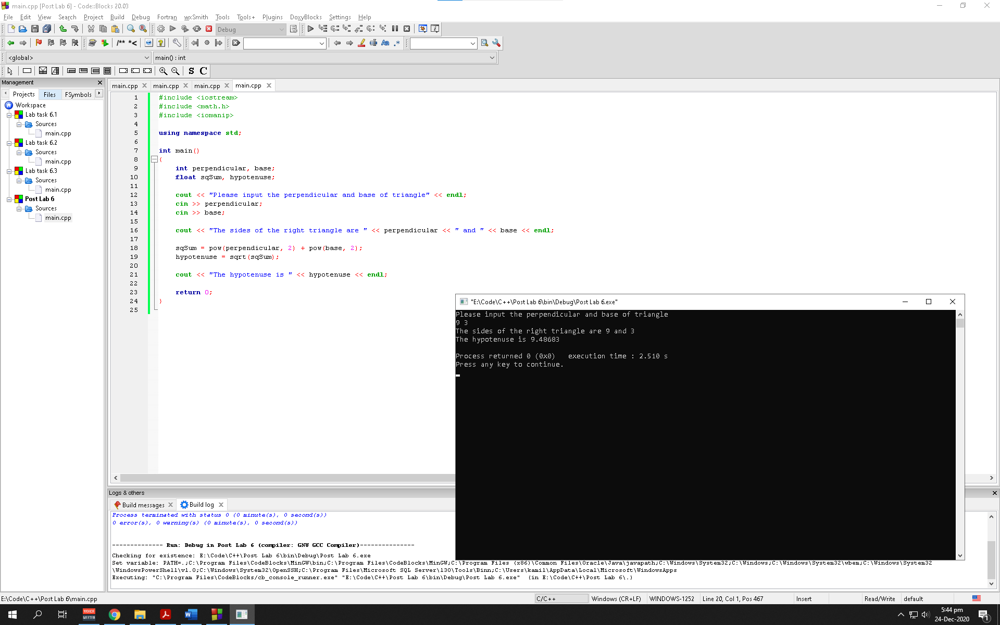 main.cpp [Post Lab 6] - Code::Blocks 20.03
File Edit View Search Project Build Debug Fortran wxSmith Tools Tools+ Plugins DoxyBlocks Settings Help
Debug
/** *<
<global> main() : int
S C
Management
Projects Files FSymbols
Workspace
Lab task 6.1
Sources
main.cpp
Lab task 6.2
Sources
main.cpp
Lab task 6.3
Sources
main.cpp
Post Lab 6
Sources
main.cpp
main.cpp main.cpp main.cpp main.cpp
1 #include <iostream>
2 #include <math.h>
3 #include <iomanip>
4
5 using namespace std;
6
7 int main()
8 {
9 int perpendicular, base;
10 float sqSum, hypotenuse;
11
12 cout << "Please input the perpendicular and base of triangle" << endl;
13 cin >> perpendicular;
14 cin >> base;
15
16 cout << "The sides of the right triangle are " << perpendicular << " and " << base << endl;
17
18 sqSum = pow(perpendicular, 2) + pow(base, 2);
19 hypotenuse = sqrt(sqSum);
20
21 cout << "The hypotenuse is " << hypotenuse << endl;
22
23 return 0;
24 }
25
"E:\Code\C++\Post Lab 6\bin\Debug\Post Lab 6.exe"
Please input the perpendicular and base of triangle
9 3
The sides of the right triangle are 9 and 3
The hypotenuse is 9.48683
Process returned 0 (0x0)   execution time : 2.510 s
Press any key to continue.
Logs & others
Build messages Build log
Process terminated with status 0 (0 minute(s), 0 second(s))
0 error(s), 0 warning(s) (0 minute(s), 0 second(s))
-------------- Run: Debug in Post Lab 6 (compiler: GNU GCC Compiler)---------------
Checking for existence: E:\Code\C++\Post Lab 6\bin\Debug\Post Lab 6.exe
Set variable: PATH=.;C:\Program Files\CodeBlocks\MinGW\bin;C:\Program Files\CodeBlocks\MinGW;C:\Program Files (x86)\Common Files\Oracle\Java\javapath;C:\Windows\System32;C:\Windows;C:\Windows\System32\wbem;C:\Windows\System32
\WindowsPowerShell\v1.0;C:\Windows\System32\OpenSSH;C:\Program Files\Microsoft SQL Server\130\Tools\Binn;C:\Users\kamil\AppData\Local\Microsoft\WindowsApps
Executing: "C:\Program Files\CodeBlocks/cb_console_runner.exe" "E:\Code\C++\Post Lab 6\bin\Debug\Post Lab 6.exe"  (in E:\Code\C++\Post Lab 6\.)
E:\Code\C++\Post Lab 6\main.cpp C/C++ Windows (CR+LF) WINDOWS-1252 Line 20, Col 1, Pos 467 Insert Read/Write default
VOICE
MEETER
5:44 pm
24-Dec-2020
1